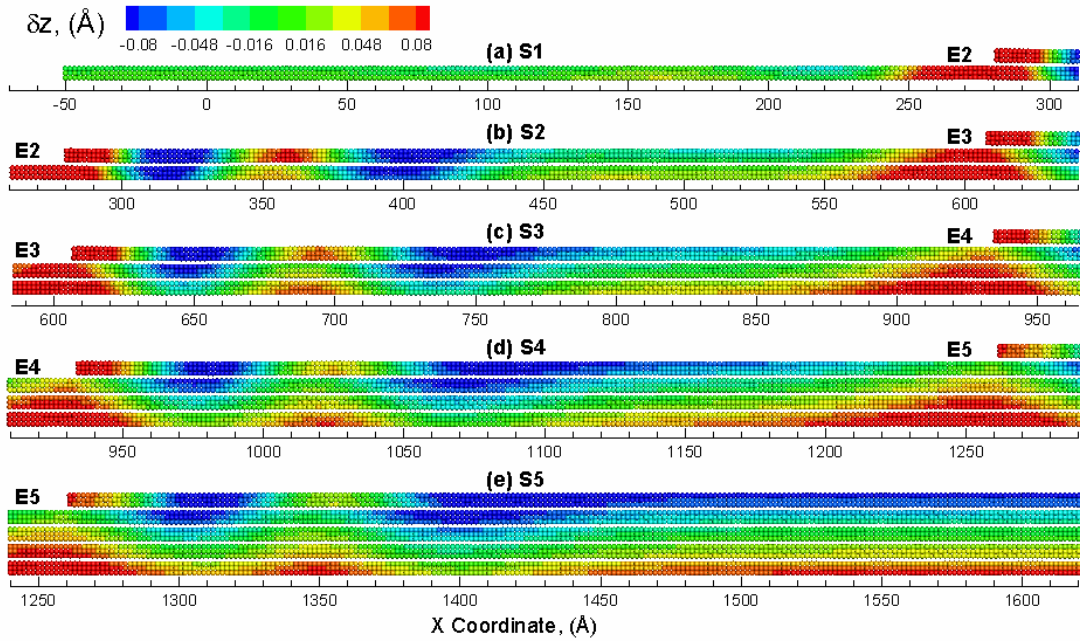 δz, (Å)
-0.08 -0.048 -0.016 0.016 0.048 0.08
(a) S1
E2
-50 0 50 100 150 200 250 300
(b) S2
E2
E3
300 350 400 450 500 550 600
(c) S3
E3
E4
600 650 700 750 800 850 900 950
(d) S4
E4
E5
950 1000 1050 1100 1150 1200 1250
(e) S5
E5
1250 1300 1350 1400 1450 1500 1550 1600
X Coordinate, (Å)